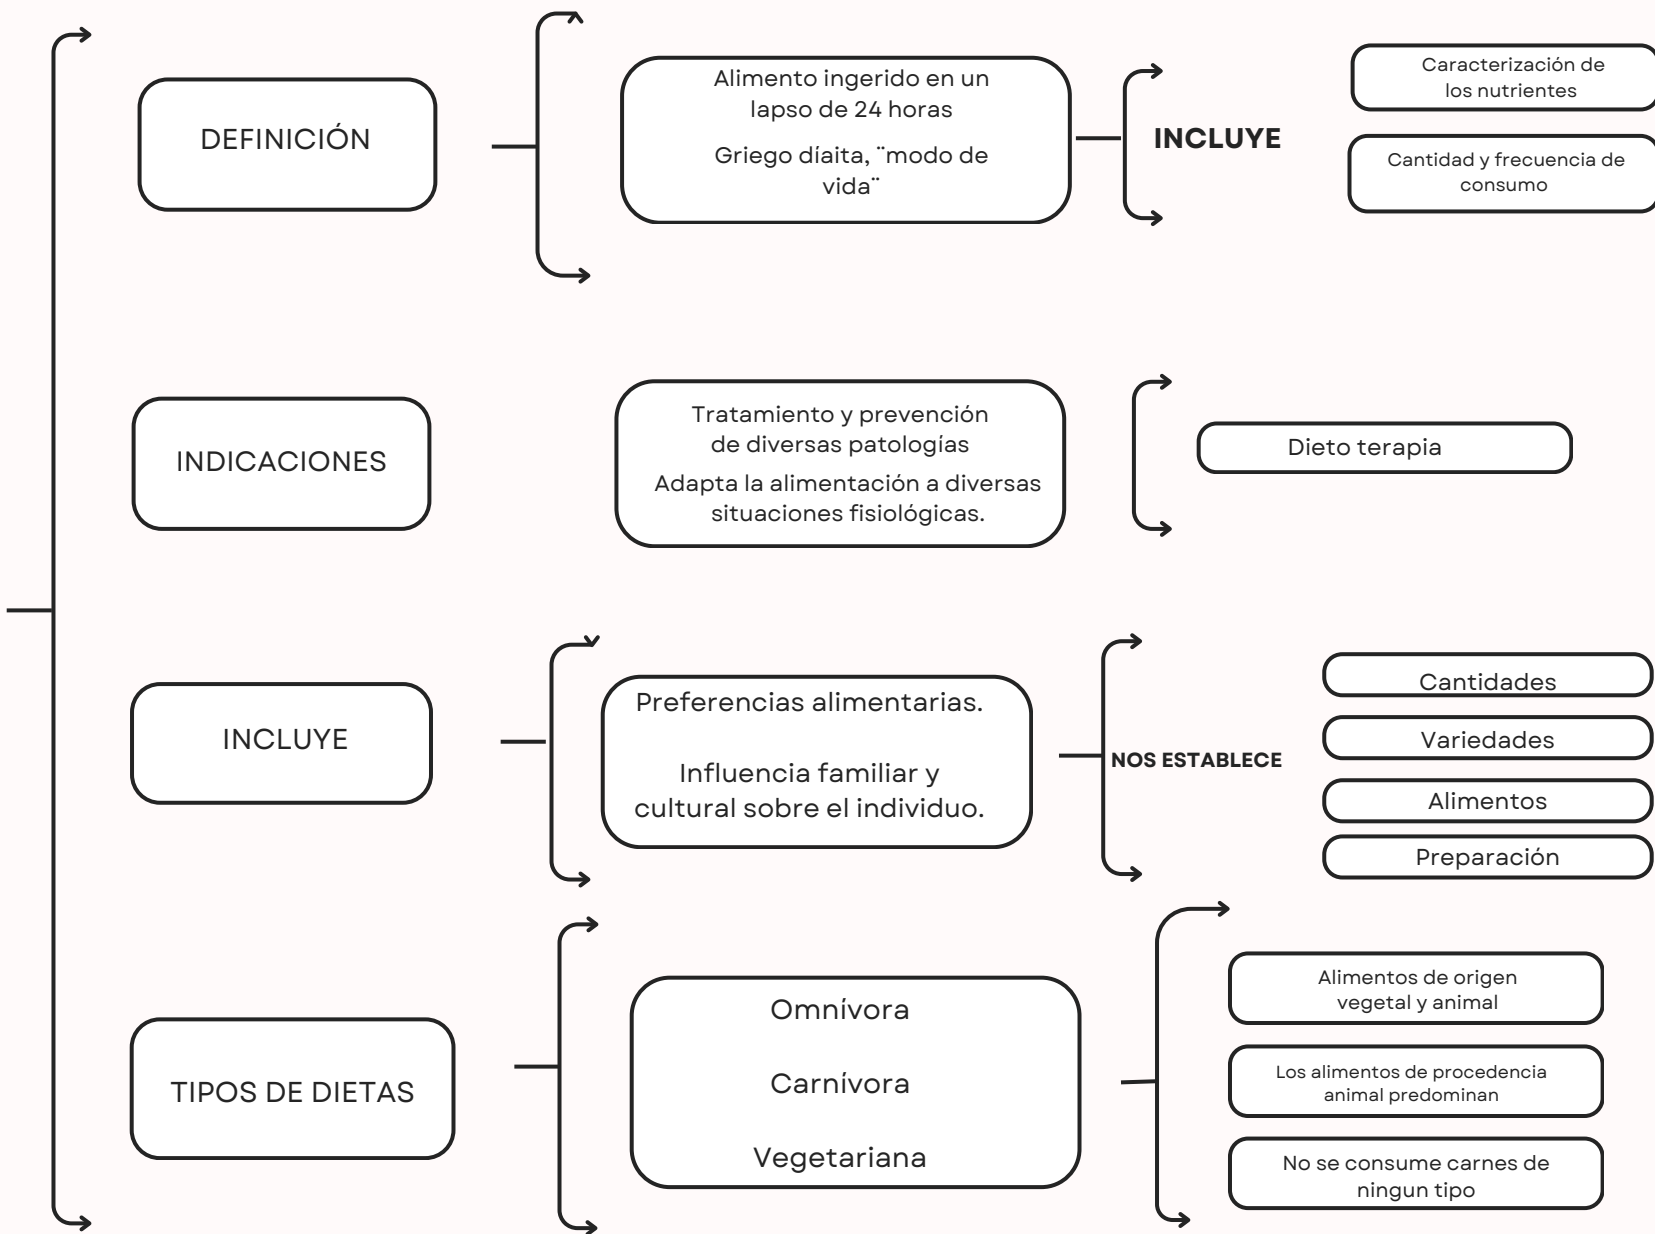 DEFINICIÓN
Alimento ingerido en un
lapso de 24 horas
Griego díaita, ¨modo de
vida¨
INCLUYE
Caracterización de
los nutrientes
Cantidad y frecuencia de
consumo
INDICACIONES
Tratamiento y prevención
de diversas patologías
Adapta la alimentación a diversas
situaciones fisiológicas.
Dieto terapia
INCLUYE
Preferencias alimentarias.
Influencia familiar y
cultural sobre el individuo.
NOS ESTABLECE
Cantidades
Variedades
Alimentos
Preparación
TIPOS DE DIETAS
Omnívora
Carnívora
Vegetariana
Alimentos de origen
vegetal y animal
Los alimentos de procedencia
animal predominan
No se consume carnes de
ningun tipo